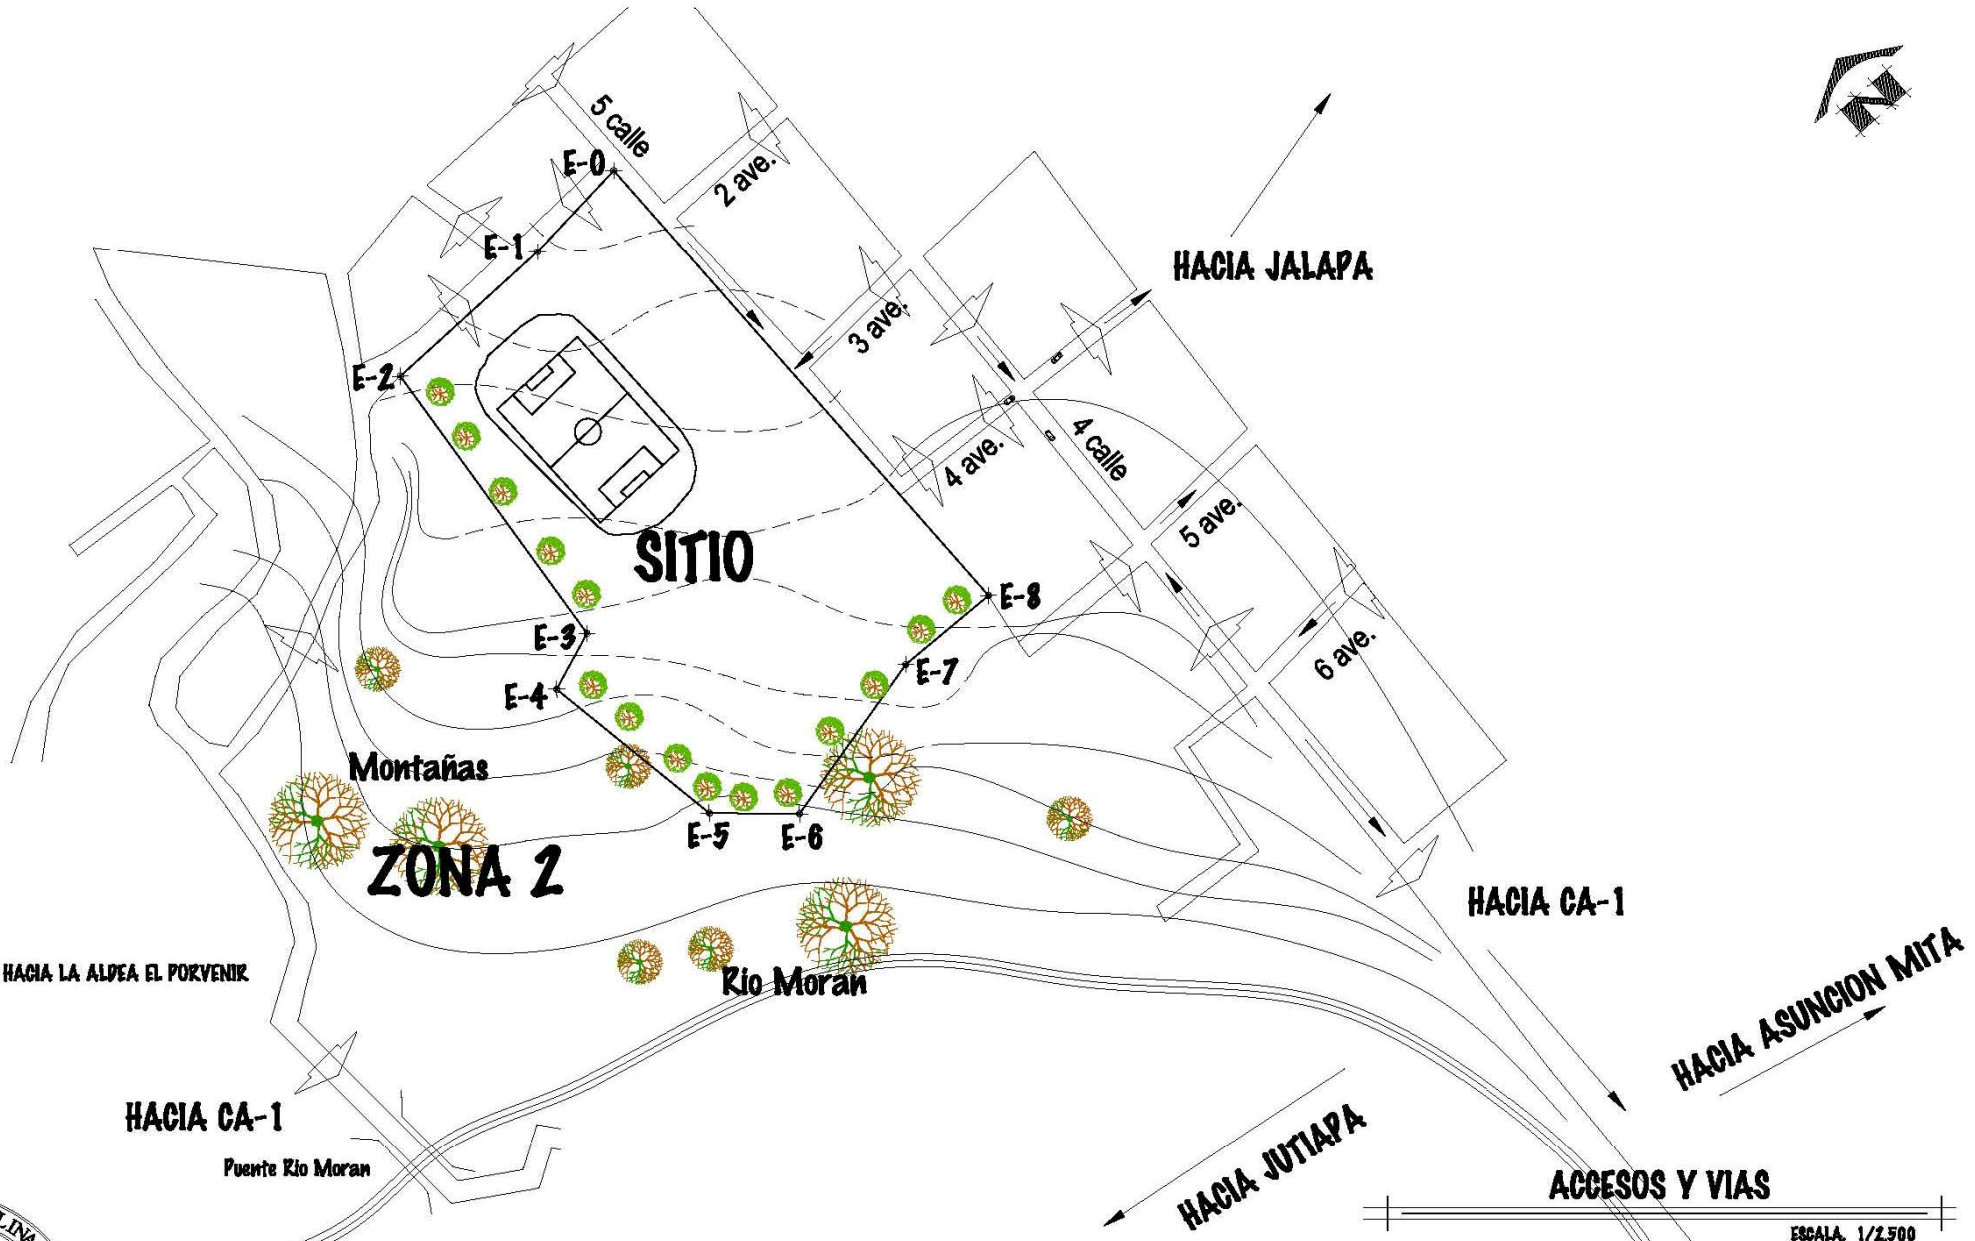 5 calle
E-0
2 ave.
E-1
HACIA JALAPA
3 ave.
E-2
4 ave.
4 calle
5 ave.
SITIO
E-8
E-3
6 ave.
E-7
E-4
Montañas
E-5
E-6
ZONA 2
HACIA CA-1
HACIA LA ALDEA EL PORVENIR
Rio Moran
HACIA ASUNCION MITA
HACIA CA-1
Puente Rio Moran
HACIA JUTIAPA
ACCESOS Y VIAS
ESCALA. 1/2,500
N